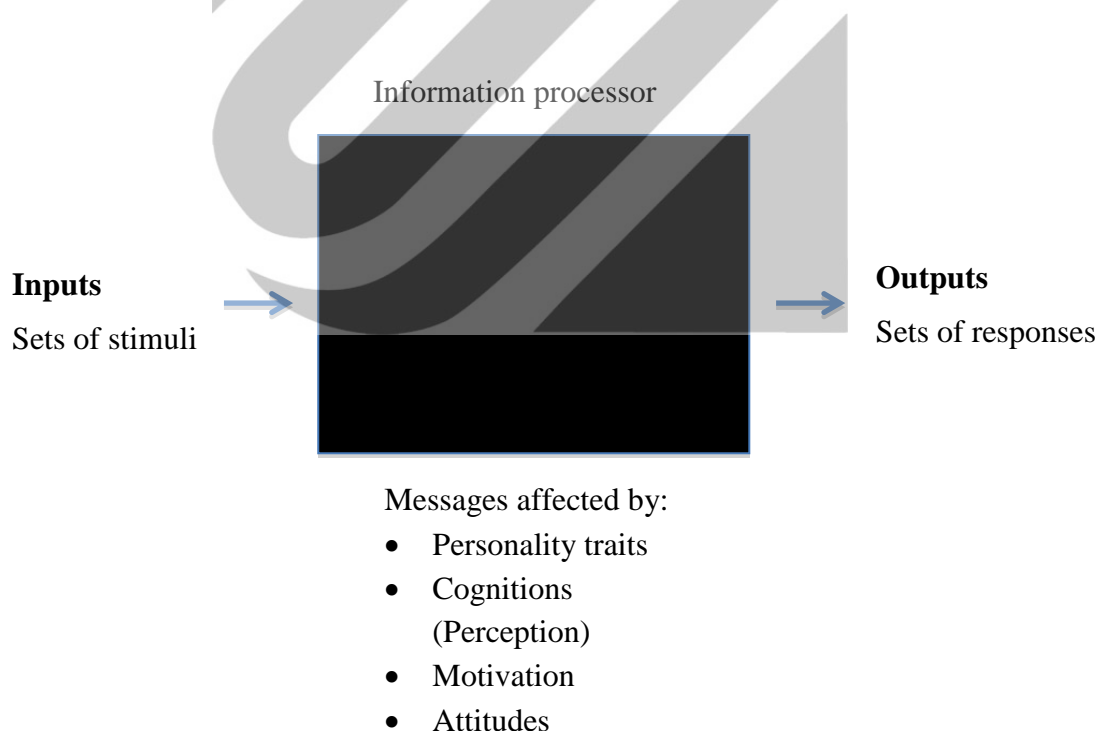 Information processor
Inputs
Sets of stimuli
Outputs
Sets of responses
Messages affected by:
• Personality traits
• Cognitions
(Perception)
• Motivation
• Attitudes